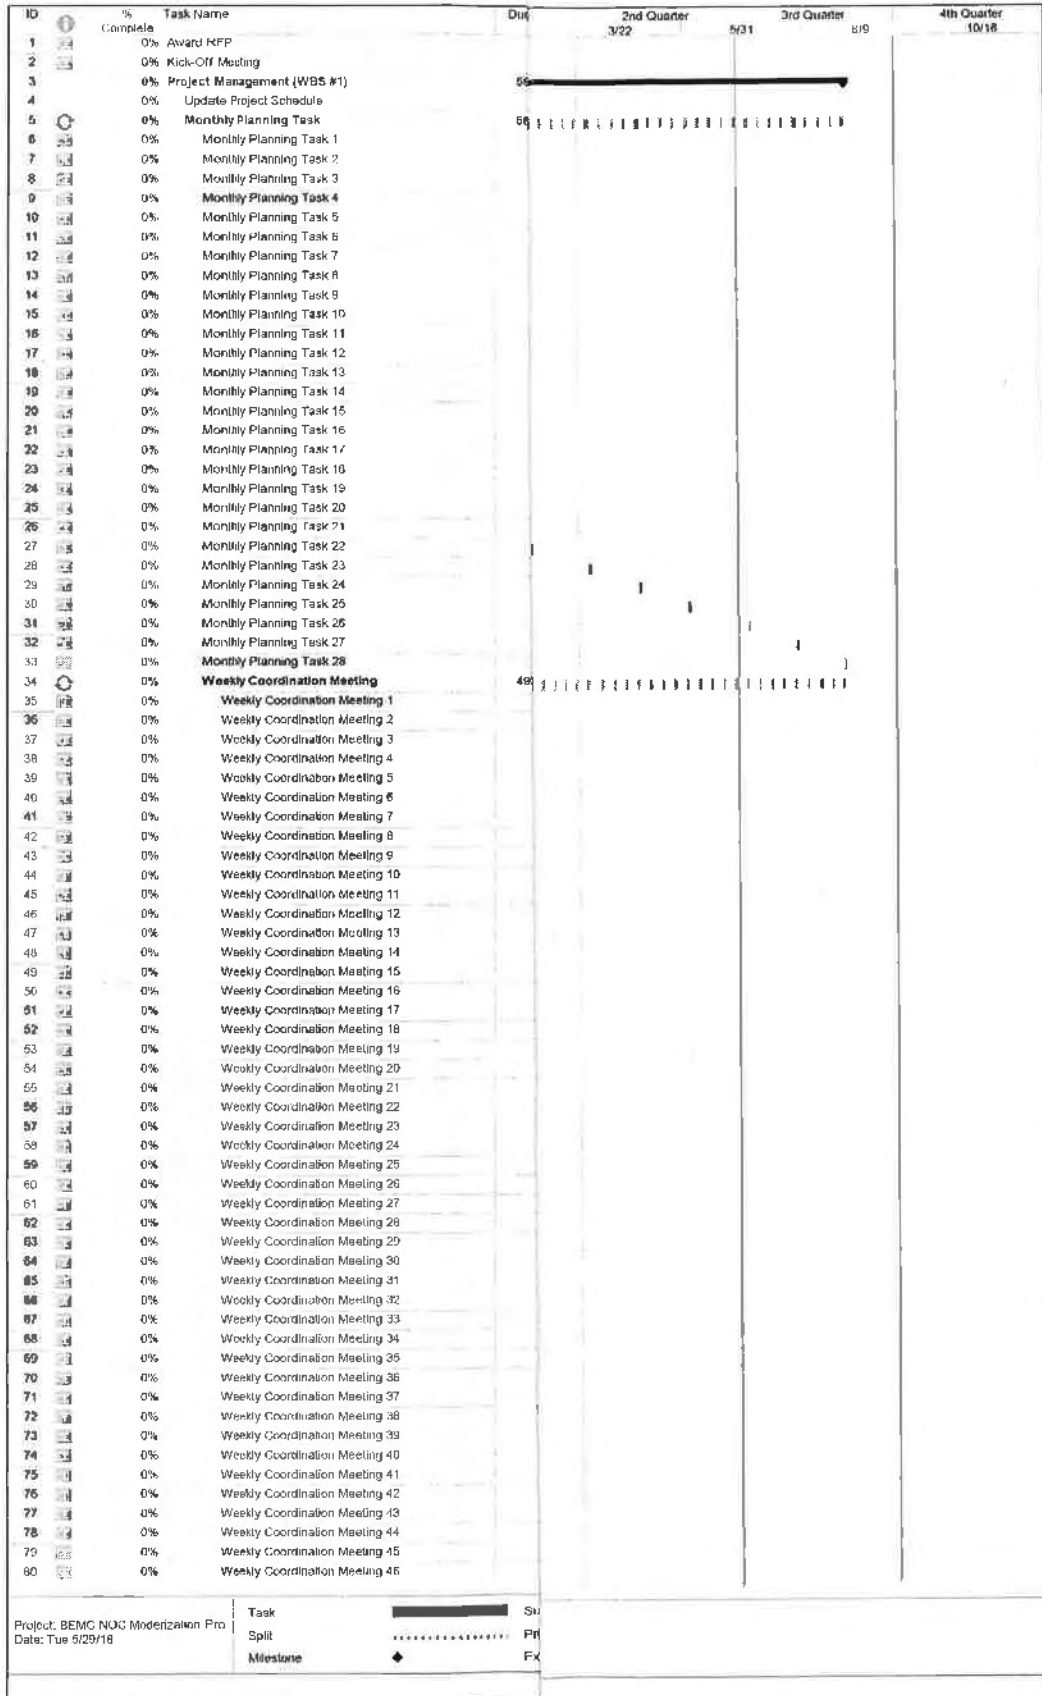 ID % Complete Task Name Du 2nd Quarter 3rd Quarter 4th Quarter
3/22 5/31 8/9 10/18
1 0% Award RFP
2 0% Kick-Off Meeting
3 0% Project Management (WBS #1)
4 0% Update Project Schedule
5 0% Monthly Planning Task
6 0% Monthly Planning Task 1
7 0% Monthly Planning Task 2
8 0% Monthly Planning Task 3
9 0% Monthly Planning Task 4
10 0% Monthly Planning Task 5
11 0% Monthly Planning Task 6
12 0% Monthly Planning Task 7
13 0% Monthly Planning Task 8
14 0% Monthly Planning Task 9
15 0% Monthly Planning Task 10
16 0% Monthly Planning Task 11
17 0% Monthly Planning Task 12
18 0% Monthly Planning Task 13
19 0% Monthly Planning Task 14
20 0% Monthly Planning Task 15
21 0% Monthly Planning Task 16
22 0% Monthly Planning Task 17
23 0% Monthly Planning Task 18
24 0% Monthly Planning Task 19
25 0% Monthly Planning Task 20
26 0% Monthly Planning Task 21
27 0% Monthly Planning Task 22
28 0% Monthly Planning Task 23
29 0% Monthly Planning Task 24
30 0% Monthly Planning Task 25
31 0% Monthly Planning Task 26
32 0% Monthly Planning Task 27
33 0% Monthly Planning Task 28
34 0% Weekly Coordination Meeting 49
35 0% Weekly Coordination Meeting 1
36 0% Weekly Coordination Meeting 2
37 0% Weekly Coordination Meeting 3
38 0% Weekly Coordination Meeting 4
39 0% Weekly Coordination Meeting 5
40 0% Weekly Coordination Meeting 6
41 0% Weekly Coordination Meeting 7
42 0% Weekly Coordination Meeting 8
43 0% Weekly Coordination Meeting 9
44 0% Weekly Coordination Meeting 10
45 0% Weekly Coordination Meeting 11
46 0% Weekly Coordination Meeting 12
47 0% Weekly Coordination Meeting 13
48 0% Weekly Coordination Meeting 14
49 0% Weekly Coordination Meeting 15
50 0% Weekly Coordination Meeting 16
51 0% Weekly Coordination Meeting 17
52 0% Weekly Coordination Meeting 18
53 0% Weekly Coordination Meeting 19
54 0% Weekly Coordination Meeting 20
55 0% Weekly Coordination Meeting 21
56 0% Weekly Coordination Meeting 22
57 0% Weekly Coordination Meeting 23
58 0% Weekly Coordination Meeting 24
59 0% Weekly Coordination Meeting 25
60 0% Weekly Coordination Meeting 26
61 0% Weekly Coordination Meeting 27
62 0% Weekly Coordination Meeting 28
63 0% Weekly Coordination Meeting 29
64 0% Weekly Coordination Meeting 30
65 0% Weekly Coordination Meeting 31
66 0% Weekly Coordination Meeting 32
67 0% Weekly Coordination Meeting 33
68 0% Weekly Coordination Meeting 34
69 0% Weekly Coordination Meeting 35
70 0% Weekly Coordination Meeting 36
71 0% Weekly Coordination Meeting 37
72 0% Weekly Coordination Meeting 38
73 0% Weekly Coordination Meeting 39
74 0% Weekly Coordination Meeting 40
75 0% Weekly Coordination Meeting 41
76 0% Weekly Coordination Meeting 42
77 0% Weekly Coordination Meeting 43
78 0% Weekly Coordination Meeting 44
79 0% Weekly Coordination Meeting 45
80 0% Weekly Coordination Meeting 46
Project: BEMC NOC Moderization Pro
Date: Tue 5/29/18
Task Su
Split Pr
Milestone Ex